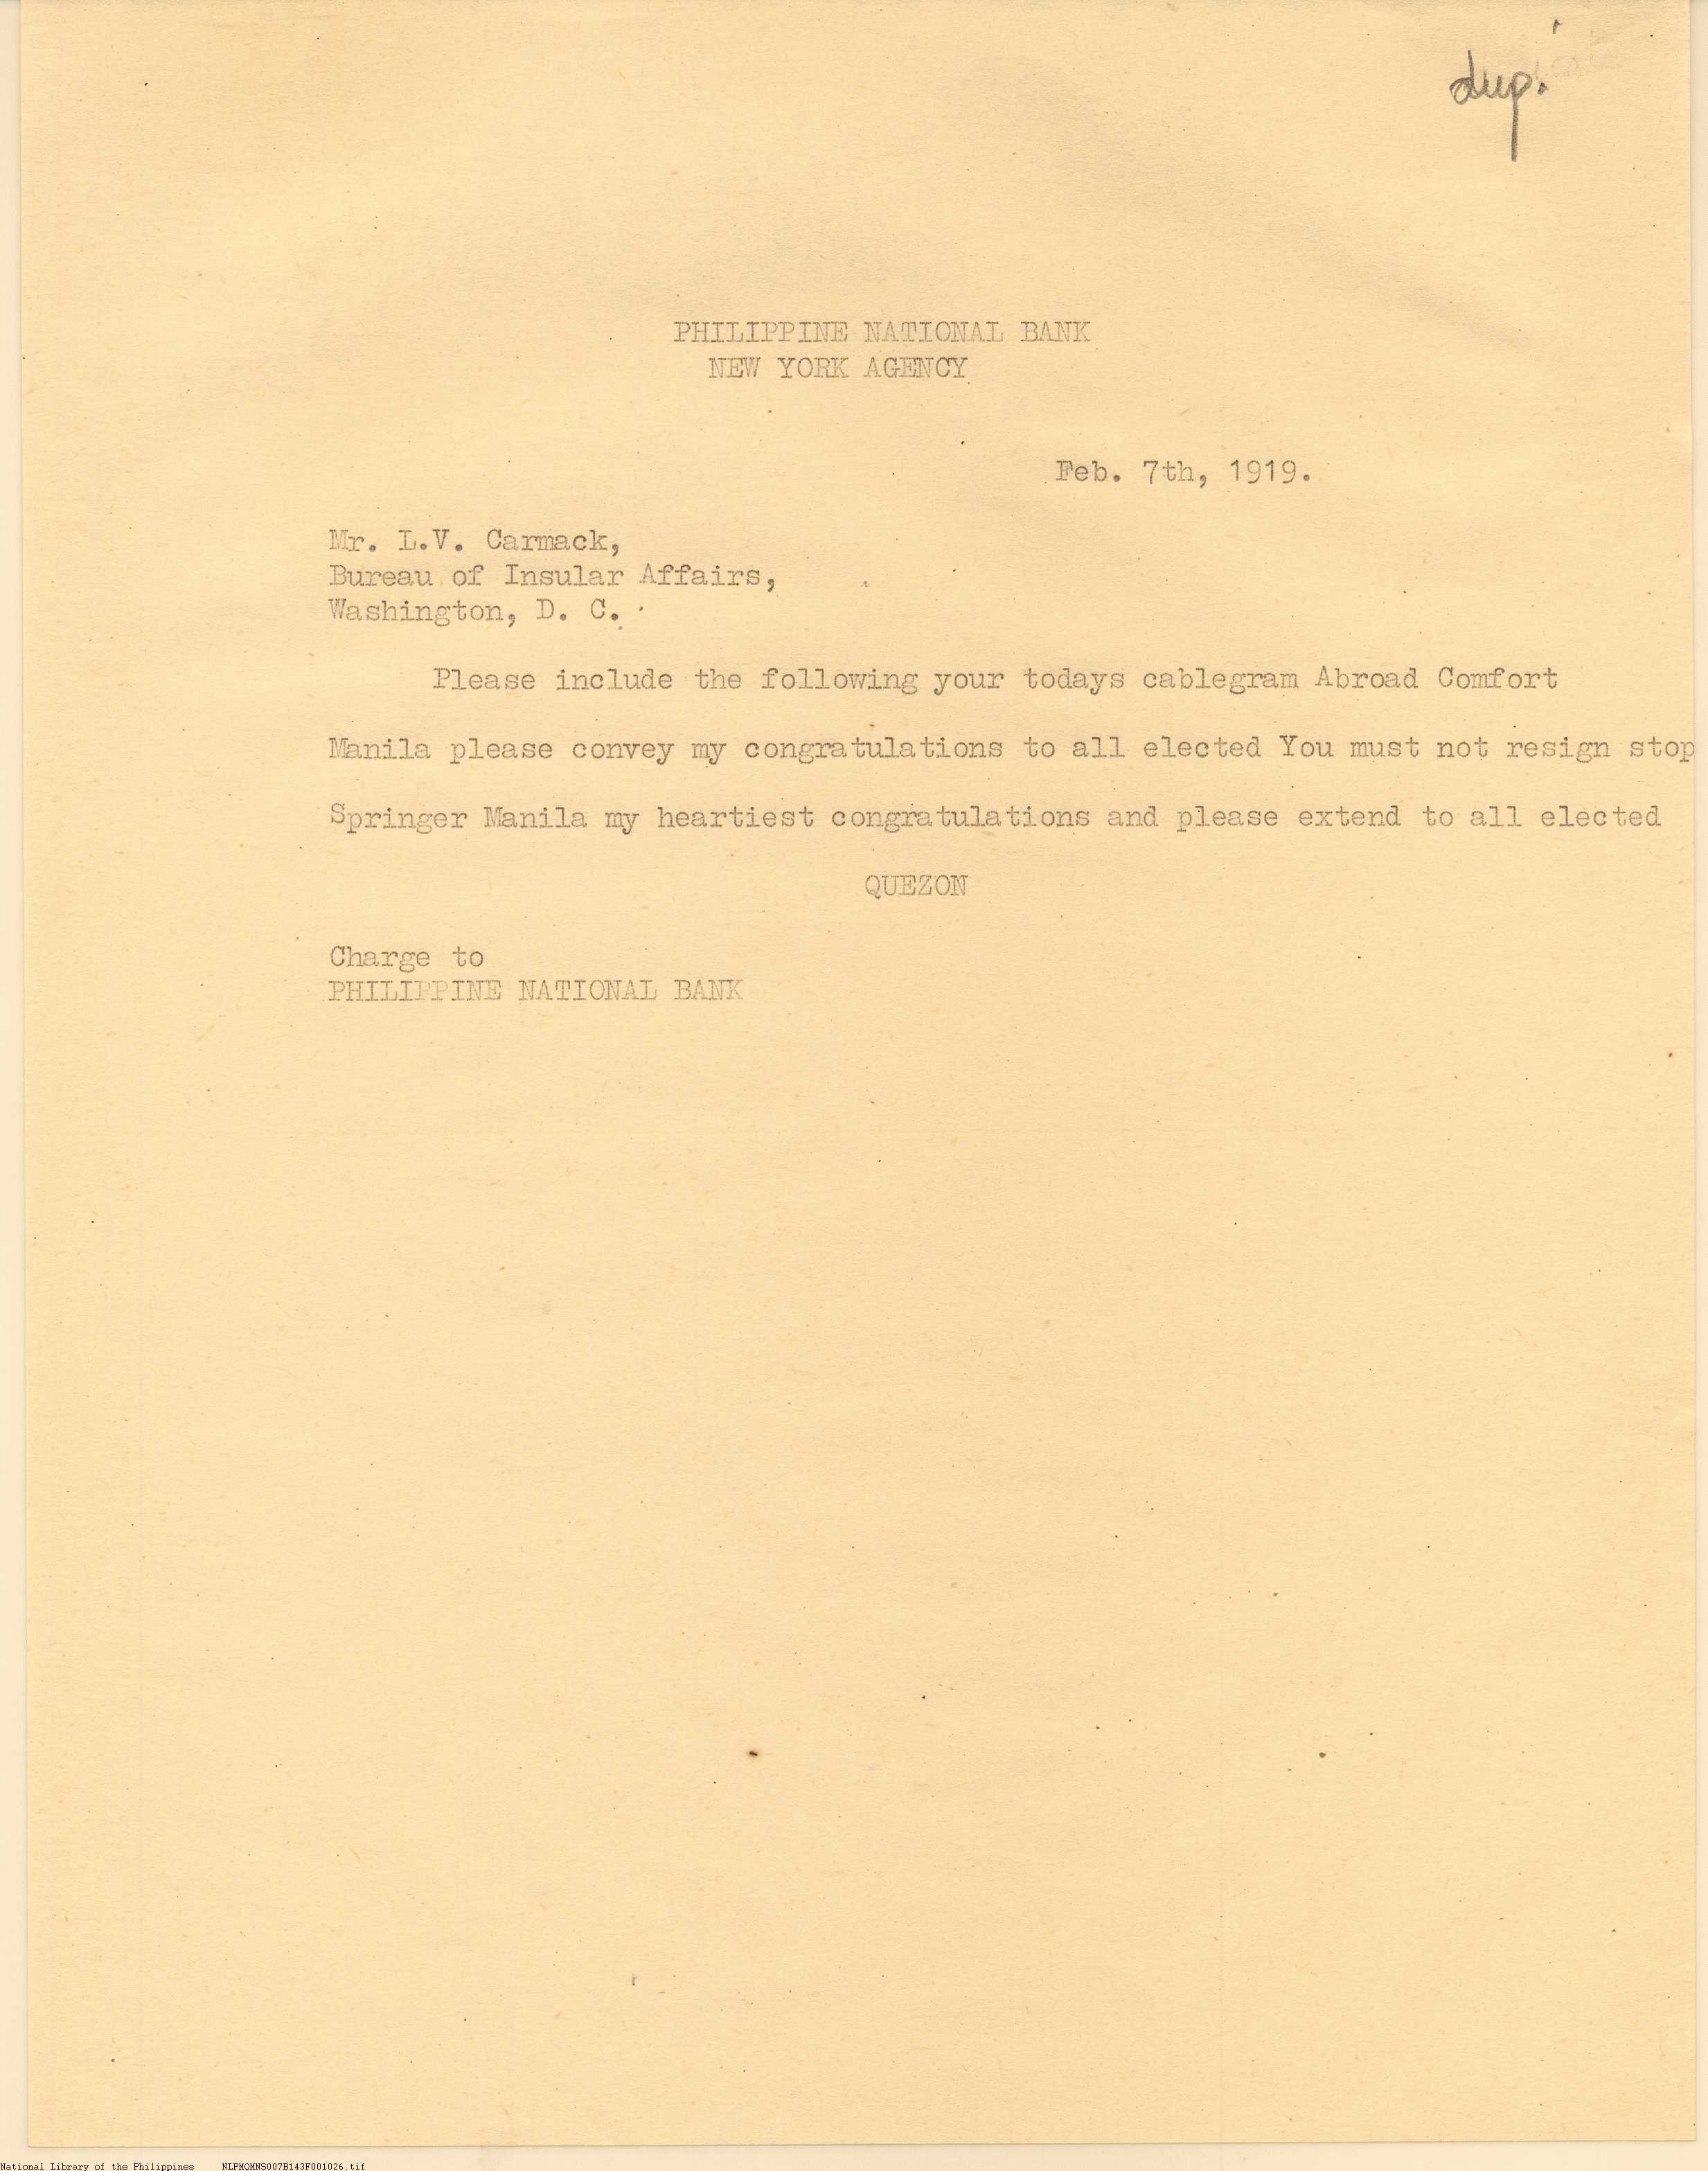 dup.
PHILIPPINE NATIONAL BANK
NEW YORK AGENCY
Feb. 7th, 1919.
Mr. L.V. Carmack,
Bureau of Insular Affairs,
Washington, D. C.
Please include the following your todays cablegram Abroad Comfort
Manila please convey my congratulations to all elected You must not resign stop
Springer Manila my heartiest congratulations and please extend to all elected
QUEZON
Charge to
PHILIPPINE NATIONAL BANK
National Library of the Philippines NLPMQMNS007B143F001026.tif